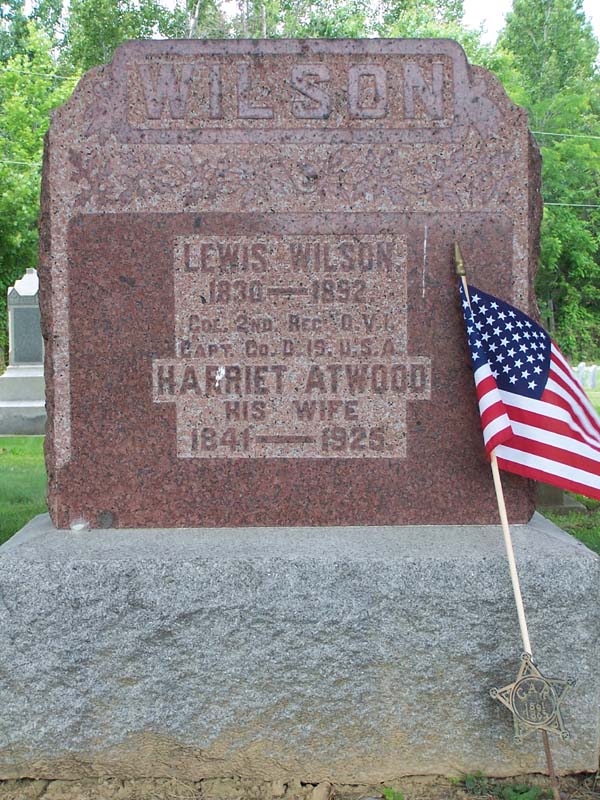 WILSON
LEWIS WILSON.
1830—1892
COL. 2ND. REG. O.V.I.
CAPT. CO. D. 19. U.S.A.
HARRIET ATWOOD
HIS WIFE
1841—1925